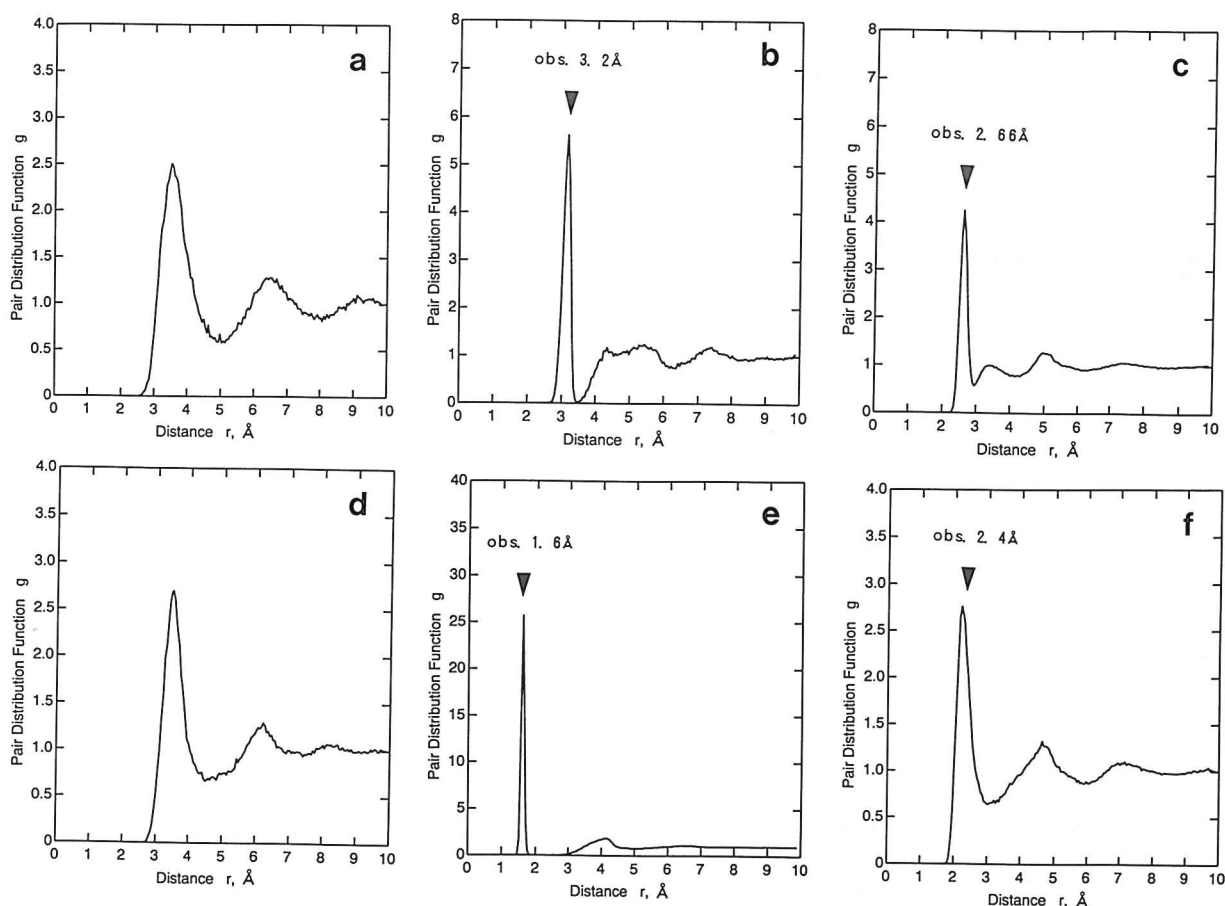 a
4.0
3.5
3.0
2.5
2.0
1.5
1.0
0.5
0
0 1 2 3 4 5 6 7 8 9 10
Pair Distribution Function g
Distance r, Å
b
obs. 3. 2Å
8
7
6
5
4
3
2
1
0
0 1 2 3 4 5 6 7 8 9 10
Pair Distribution Function g
Distance r, Å
c
obs. 2. 66Å
8
7
6
5
4
3
2
1
0
0 1 2 3 4 5 6 7 8 9 10
Pair Distribution Function g
Distance r, Å
d
4.0
3.5
3.0
2.5
2.0
1.5
1.0
0.5
0
0 1 2 3 4 5 6 7 8 9 10
Pair Distribution Function g
Distance r, Å
e
obs. 1. 6Å
40
35
30
25
20
15
10
5
0
0 1 2 3 4 5 6 7 8 9 10
Pair Distribution Function g
Distance r, Å
f
obs. 2. 4Å
4.0
3.5
3.0
2.5
2.0
1.5
1.0
0.5
0
0 1 2 3 4 5 6 7 8 9 10
Pair Distribution Function g
Distance r, Å